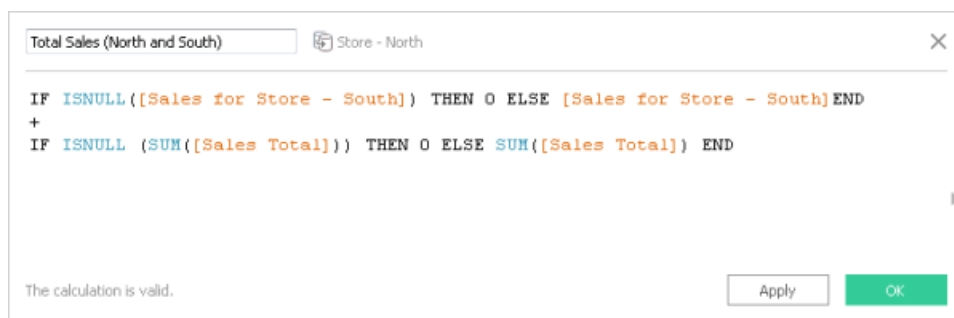 Total Sales (North and South) Store - North
IF ISNULL([Sales for Store - South]) THEN 0 ELSE [Sales for Store - South]END
+
IF ISNULL (SUM([Sales Total])) THEN 0 ELSE SUM([Sales Total]) END
The calculation is valid. Apply OK